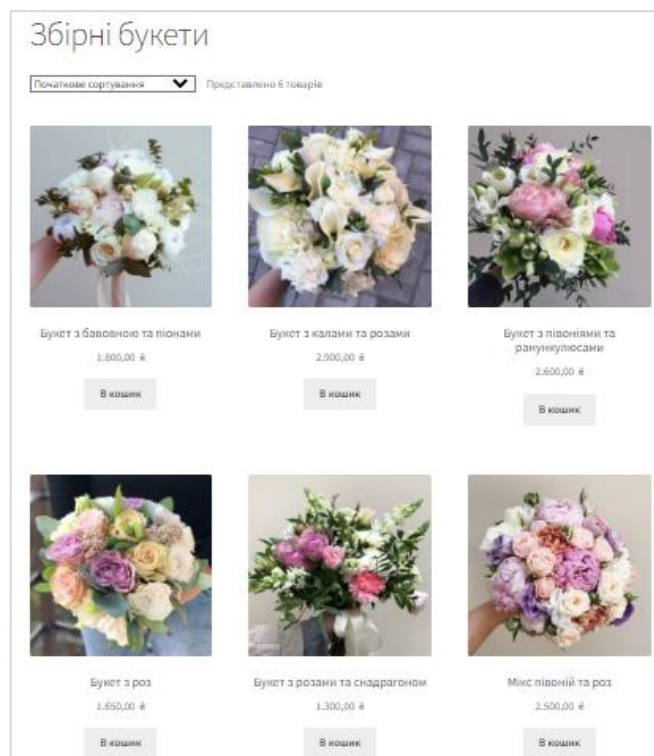 Збірні букети
Початкове сортування Представлено 6 товарів
Букет з бавовною та піонами
Букет з калами та розами
Букет з півоніями та
ранункулюсами
1.800,00 ₴
2.900,00 ₴
2.600,00 ₴
В кошик
В кошик
В кошик
Букет з роз
Букет з розами та снадрагоном
Мікс півоній та роз
1.650,00 ₴
1.300,00 ₴
2.500,00 ₴
В кошик
В кошик
В кошик